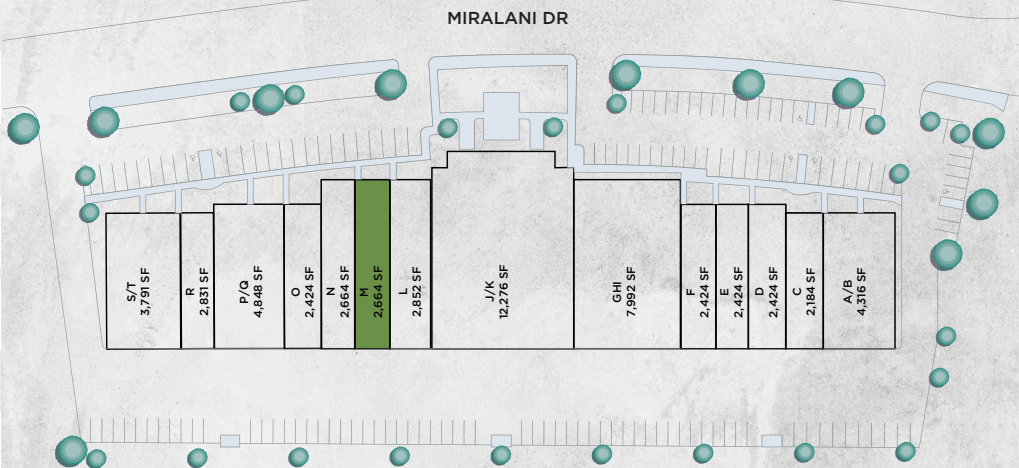 MIRALANI DR
S/T
3,791 SF
R
2,831 SF
P/Q
4,848 SF
O
2,424 SF
N
2,664 SF
M
2,664 SF
L
2,852 SF
J/K
12,276 SF
GHI
7,992 SF
F
2,424 SF
E
2,424 SF
D
2,424 SF
C
2,184 SF
A/B
4,316 SF